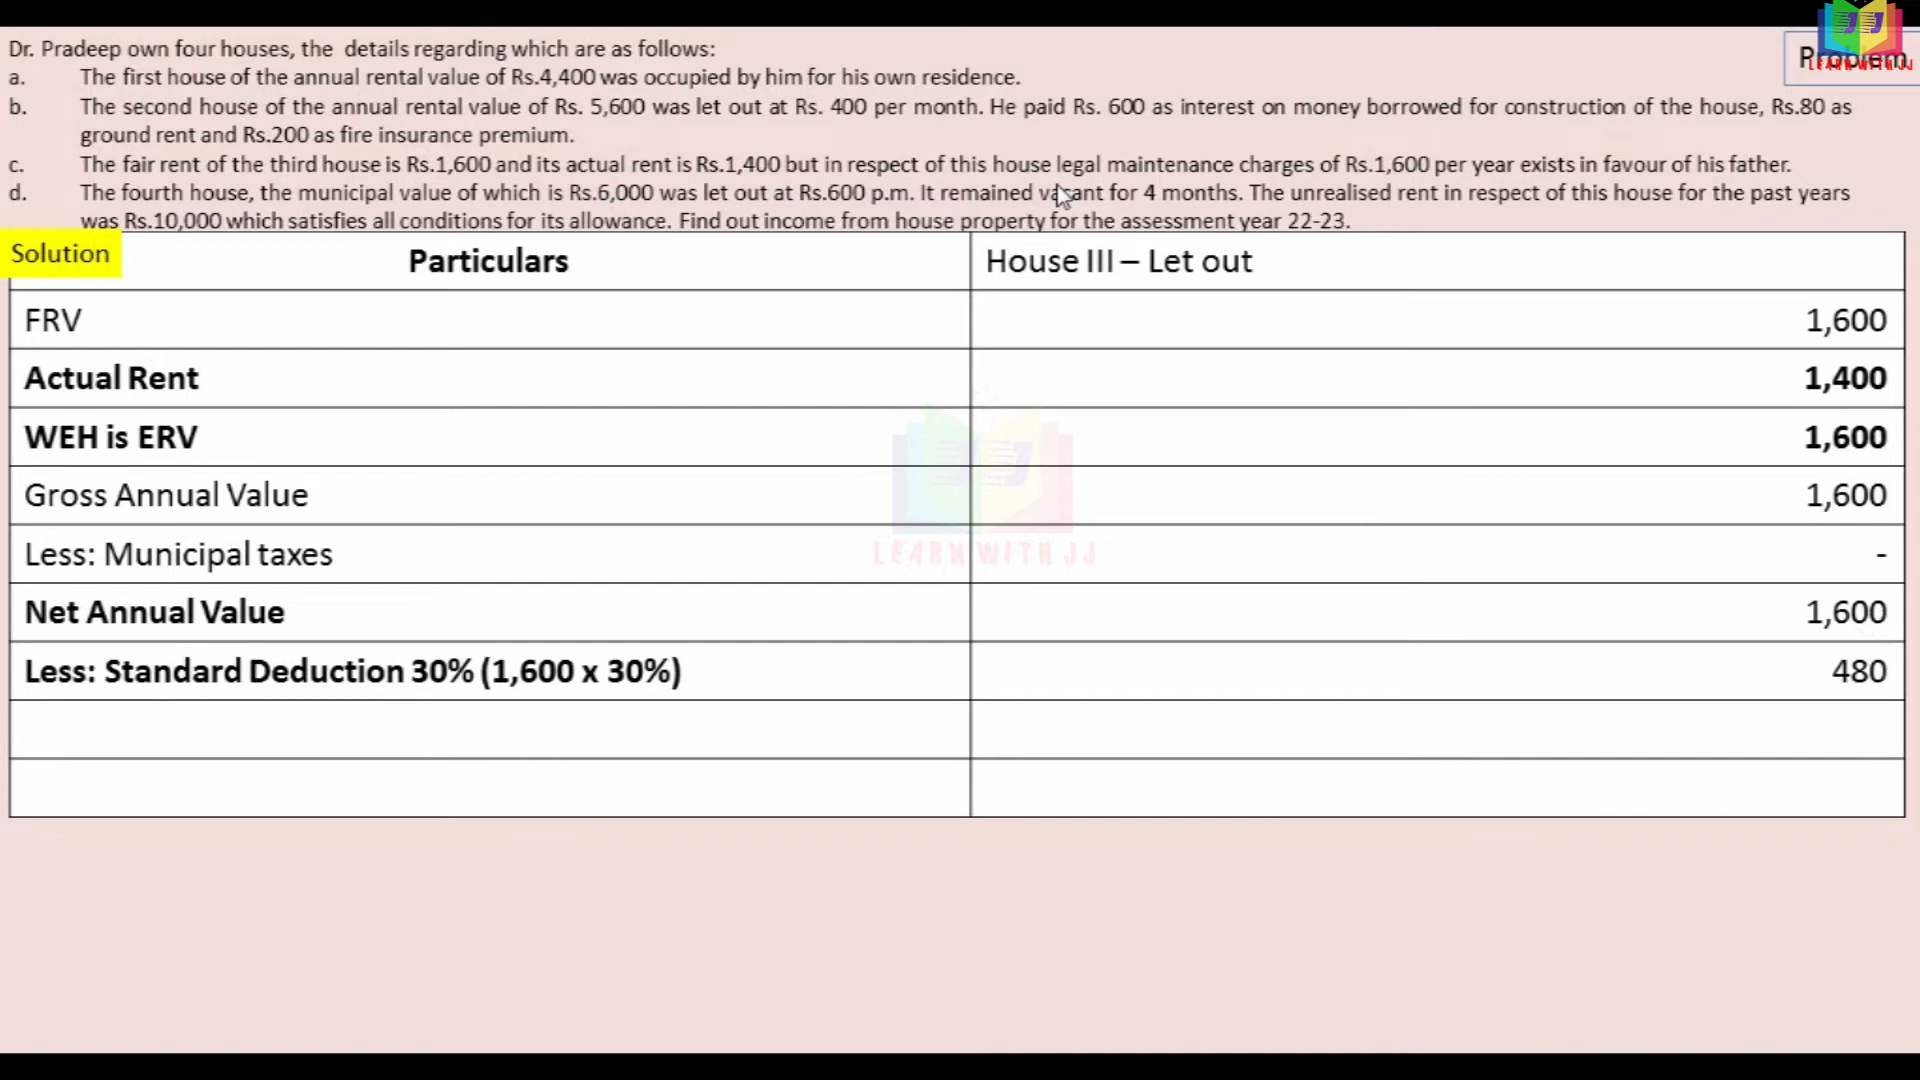 Dr. Pradeep own four houses, the details regarding which are as follows:
a. The first house of the annual rental value of Rs.4,400 was occupied by him for his own residence.
b. The second house of the annual rental value of Rs. 5,600 was let out at Rs. 400 per month. He paid Rs. 600 as interest on money borrowed for construction of the house, Rs.80 as
ground rent and Rs.200 as fire insurance premium.
c. The fair rent of the third house is Rs.1,600 and its actual rent is Rs.1,400 but in respect of this house legal maintenance charges of Rs.1,600 per year exists in favour of his father.
d. The fourth house, the municipal value of which is Rs.6,000 was let out at Rs.600 p.m. It remained vacant for 4 months. The unrealised rent in respect of this house for the past years
was Rs.10,000 which satisfies all conditions for its allowance. Find out income from house property for the assessment year 22-23.
Problem
LEARN WITH JJ
Solution
Particulars House III – Let out
FRV 1,600
Actual Rent 1,400
WEH is ERV 1,600
Gross Annual Value 1,600
Less: Municipal taxes -
Net Annual Value 1,600
Less: Standard Deduction 30% (1,600 x 30%) 480
LEARN WITH JJ